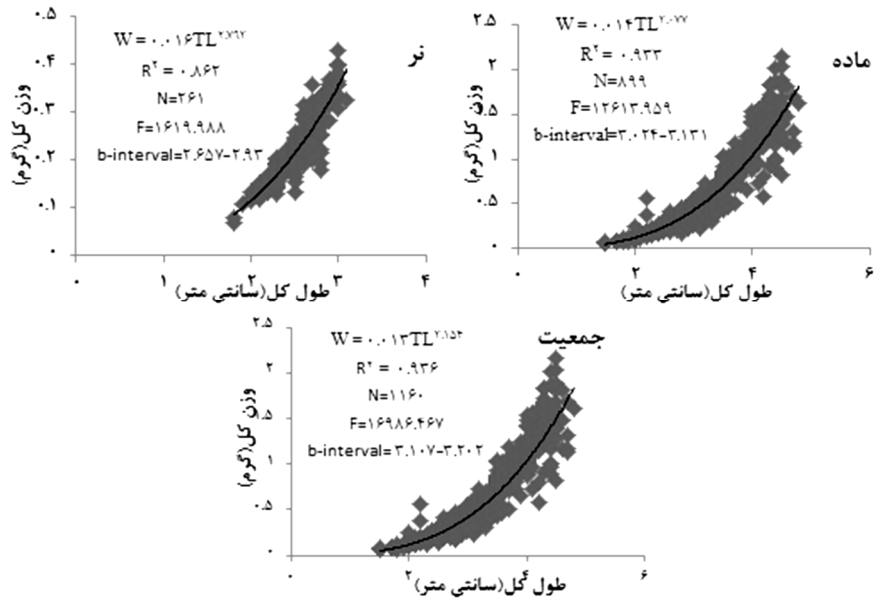 نر
W = ۰.۰۱۶TL^۲.۷۹۲
R² = ۰.۸۶۲
N=۲۶۱
F=۱۶۱۹.۹۸۸
b-interval=۲.۶۵۷-۲.۹۳
وزن کل(گرم)
۰.۵
۰.۴
۰.۳
۰.۲
۰.۱
۰
۰ ۱ ۲ ۳ ۴
طول کل(سانتی متر)
ماده
W = ۰.۰۱۴TL^۳.۰۷۷
R² = ۰.۹۳۳
N=۸۹۹
F=۱۲۶۱۳.۹۵۹
b-interval=۳.۰۲۴-۳.۱۳۱
وزن کل(گرم)
۲.۵
۲
۱.۵
۱
۰.۵
۰
۰ ۲ ۴ ۶
طول کل(سانتی متر)
جمعیت
W = ۰.۰۱۳TL^۳.۱۵۴
R² = ۰.۹۳۶
N=۱۱۶۰
F=۱۶۹۸۶.۴۶۷
b-interval= ۳.۱۰۷-۳.۲۰۲
وزن کل(گرم)
۲.۵
۲
۱.۵
۱
۰.۵
۰
۰ ۲ ۴ ۶
طول کل(سانتی متر)